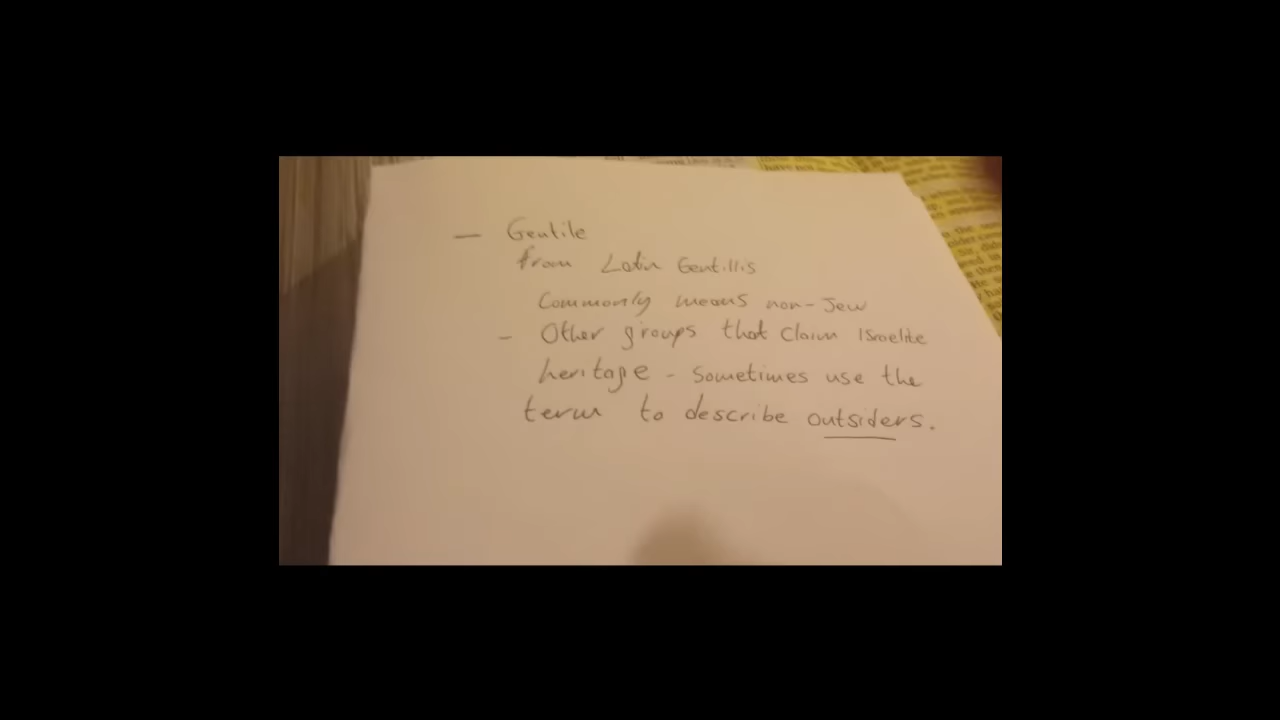 — Gentile
from Latin Gentillis
Commonly means non-Jew
- Other groups that claim Israelite
heritage - sometimes use the
term to describe outsiders.